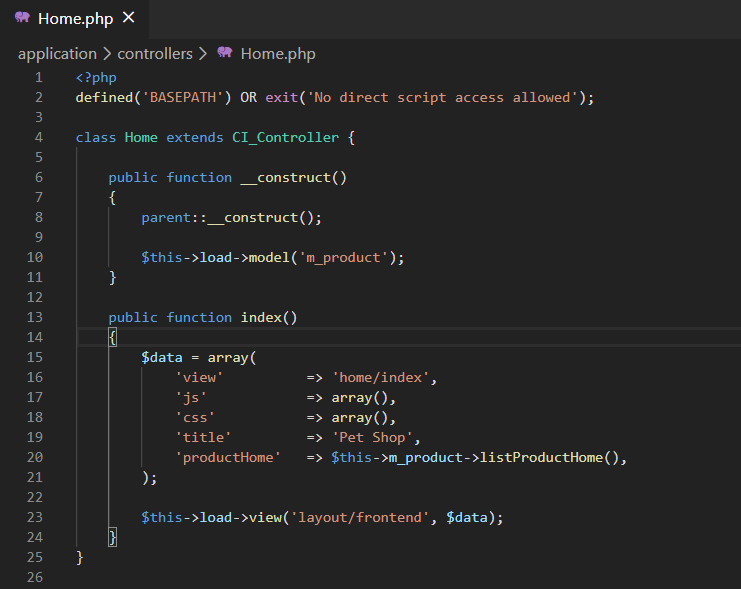 Home.php ×
application > controllers > Home.php
1 <?php
2 defined('BASEPATH') OR exit('No direct script access allowed');
3
4 class Home extends CI_Controller {
5
6     public function __construct()
7     {
8         parent::__construct();
9
10         $this->load->model('m_product');
11     }
12
13     public function index()
14     {
15         $data = array(
16             'view'          => 'home/index',
17             'js'            => array(),
18             'css'           => array(),
19             'title'         => 'Pet Shop',
20             'productHome'   => $this->m_product->listProductHome(),
21         );
22
23         $this->load->view('layout/frontend', $data);
24     }
25 }
26